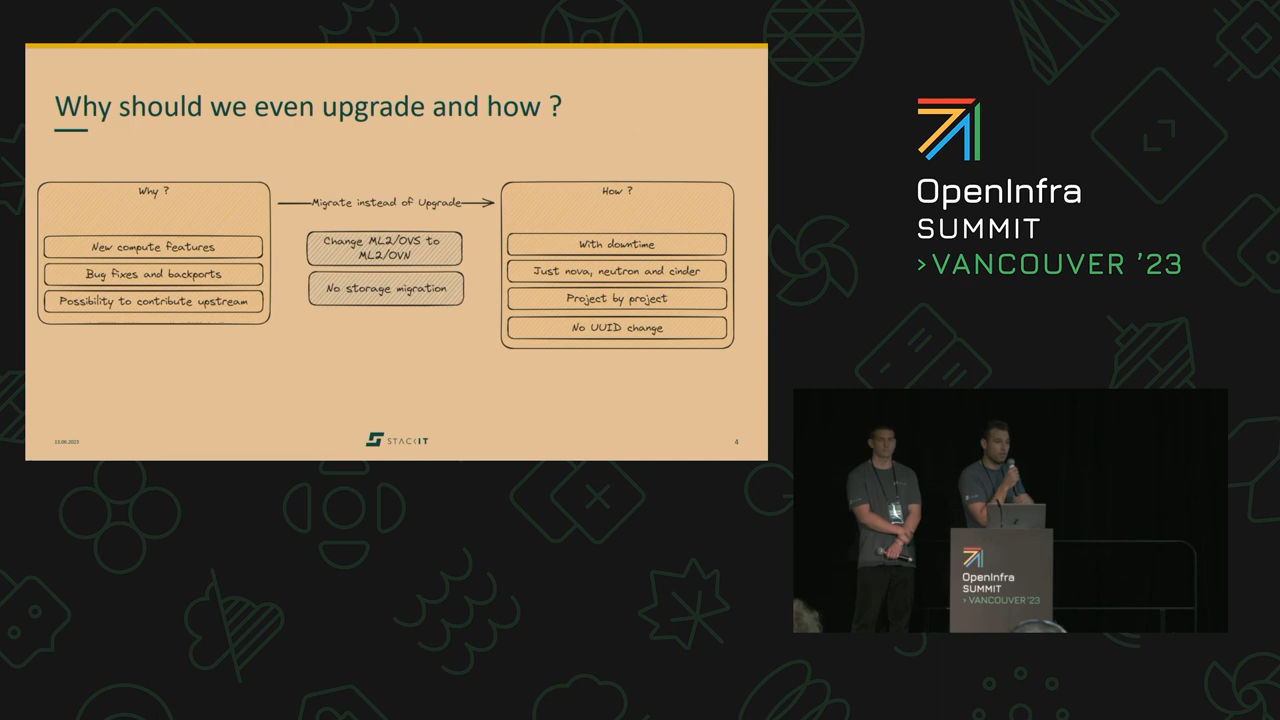 Why should we even upgrade and how ?
Why ?
New compute features
Bug fixes and backports
Possibility to contribute upstream
Migrate instead of Upgrade
Change ML2/OVS to
ML2/OVN
No storage migration
How ?
With downtime
Just nova, neutron and cinder
Project by project
No UUID change
13.06.2023
STACKIT
4
OpenInfra
SUMMIT
>VANCOUVER '23
OpenInfra
SUMMIT
>VANCOUVER '23